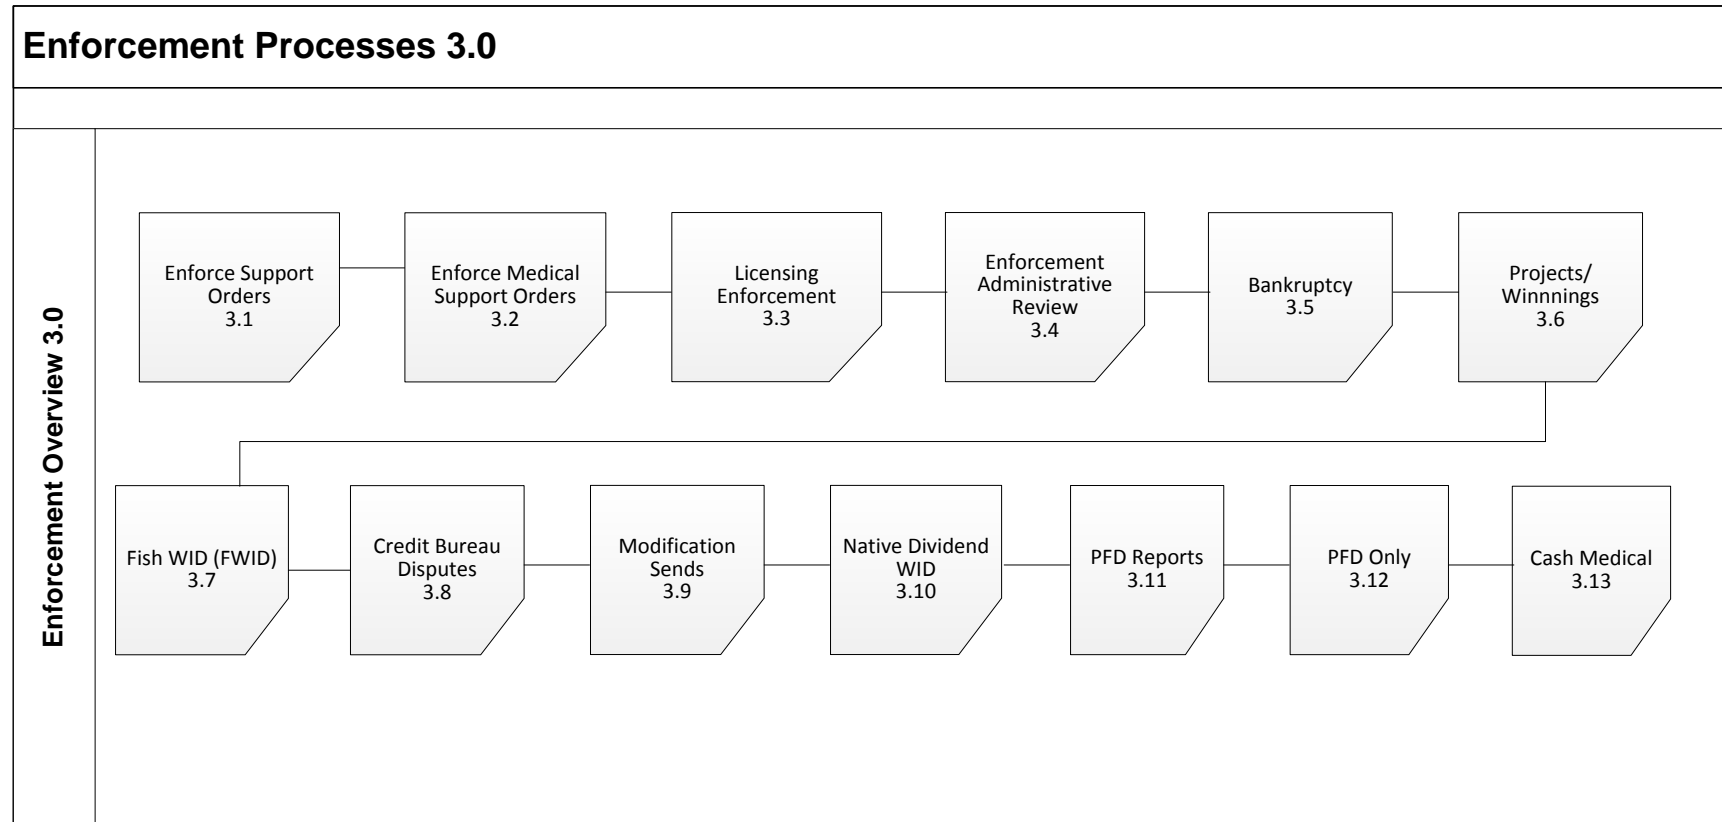 Enforcement Processes 3.0
Enforcement Overview 3.0
Enforce Support
Orders
3.1
Enforce Medical
Support Orders
3.2
Licensing
Enforcement
3.3
Enforcement
Administrative
Review
3.4
Bankruptcy
3.5
Projects/
Winnnings
3.6
Fish WID (FWID)
3.7
Credit Bureau
Disputes
3.8
Modification
Sends
3.9
Native Dividend
WID
3.10
PFD Reports
3.11
PFD Only
3.12
Cash Medical
3.13